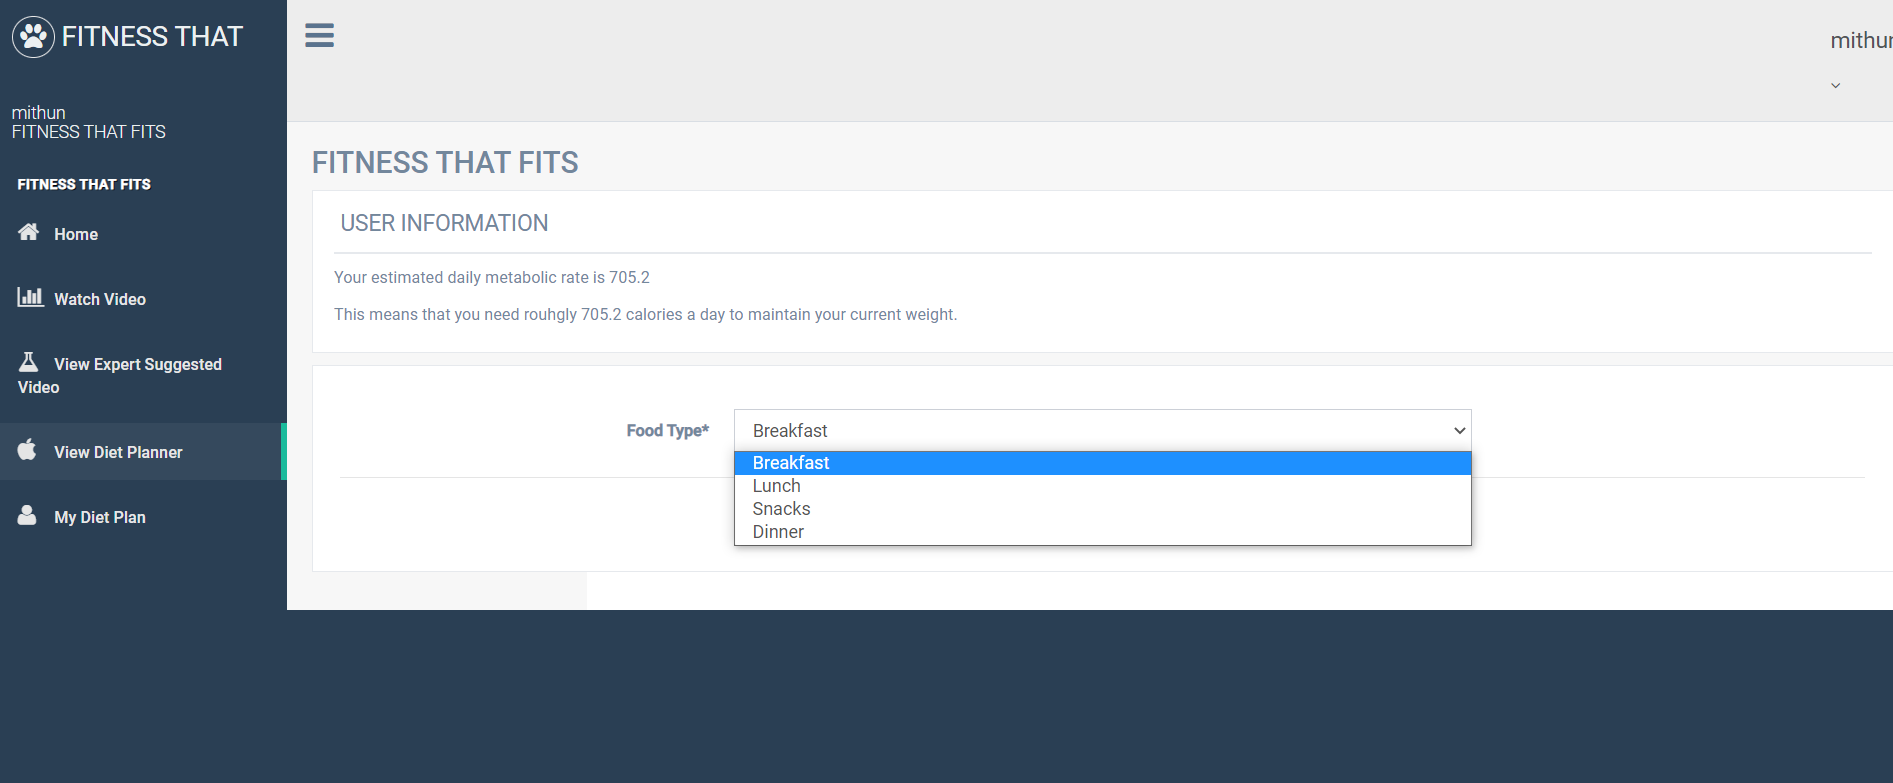 FITNESS THAT
mithun
FITNESS THAT FITS
FITNESS THAT FITS
Home
Watch Video
View Expert Suggested
Video
View Diet Planner
My Diet Plan
mithun
FITNESS THAT FITS
USER INFORMATION
Your estimated daily metabolic rate is 705.2
This means that you need rouhgly 705.2 calories a day to maintain your current weight.
Food Type* Breakfast
Breakfast
Lunch
Snacks
Dinner